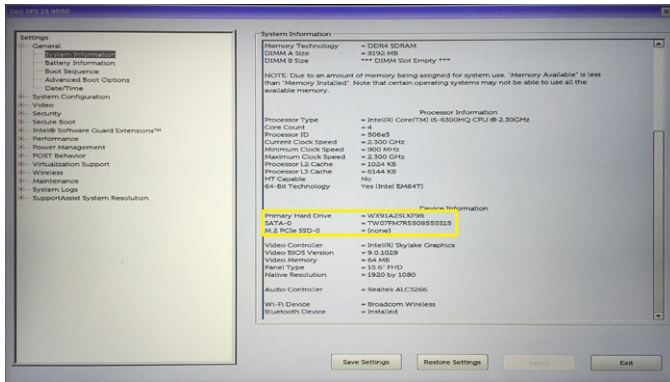 Dell XPS 15 9550
Settings
General
System Information
Battery Information
Boot Sequence
Advanced Boot Options
Date/Time
System Configuration
Video
Security
Secure Boot
Intel® Software Guard Extensions™
Performance
Power Management
POST Behavior
Virtualization Support
Wireless
Maintenance
System Logs
SupportAssist System Resolution
System Information
Memory Technology = DDR4 SDRAM
DIMM A Size = 8192 MB
DIMM B Size *** DIMM Slot Empty ***
NOTE: Due to an amount of memory being assigned for system use, "Memory Available" is less
than "Memory Installed". Note that certain operating systems may not be able to use all the
available memory.
Processor Information
Processor Type = Intel(R) Core(TM) i5-6300HQ CPU @ 2.30GHz
Core Count = 4
Processor ID = 506e3
Current Clock Speed = 2.300 GHz
Minimum Clock Speed = 800 MHz
Maximum Clock Speed = 2.300 GHz
Processor L2 Cache = 1024 KB
Processor L3 Cache = 6144 KB
HT Capable No
64-Bit Technology Yes (Intel EM64T)
Device Information
Primary Hard Drive = WX91A25LKF9R
SATA-0 =
M.2 PCIe SSD-0 = (none)
Video Controller = Intel(R) Skylake Graphics
Video BIOS Version = 9.0.1029
Video Memory = 64 MB
Panel Type = 15.6" FHD
Native Resolution = 1920 by 1080
Audio Controller = Realtek ALC3266
Wi-Fi Device = Broadcom Wireless
Bluetooth Device = Installed
Save Settings
Restore Settings
Apply
Exit